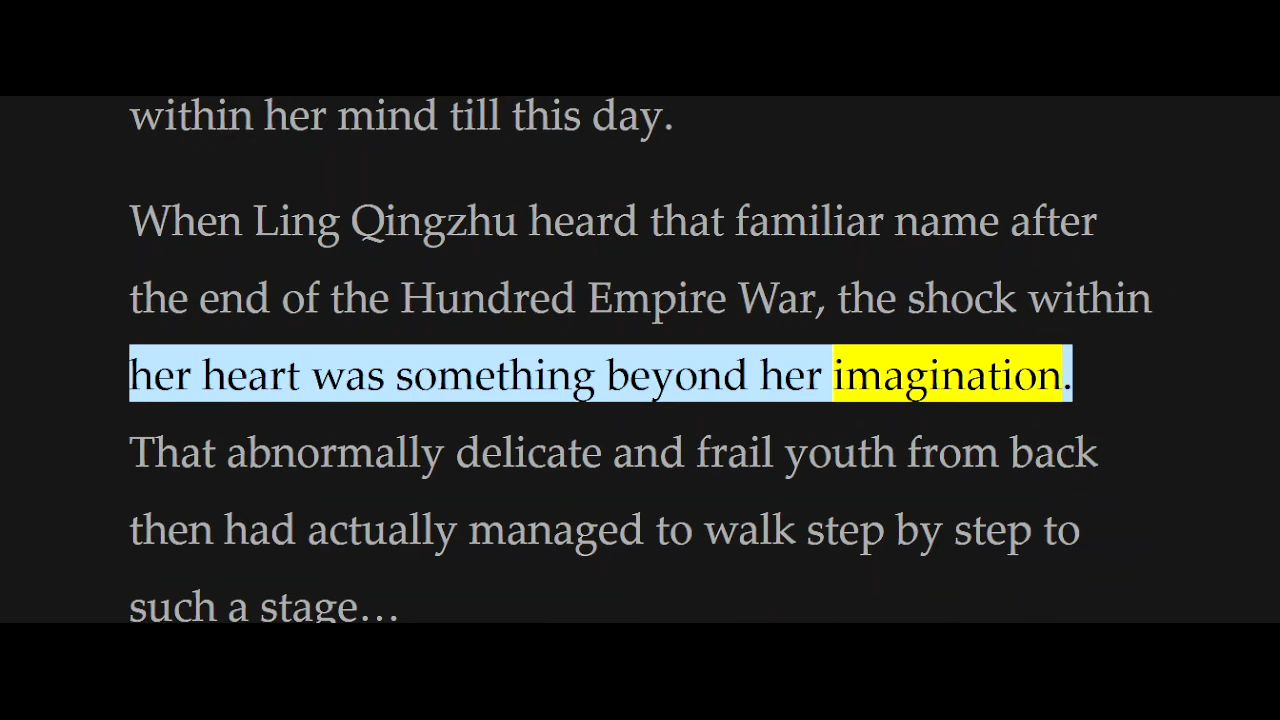 within her mind till this day.
When Ling Qingzhu heard that familiar name after
the end of the Hundred Empire War, the shock within
her heart was something beyond her imagination.
That abnormally delicate and frail youth from back
then had actually managed to walk step by step to
such a stage…